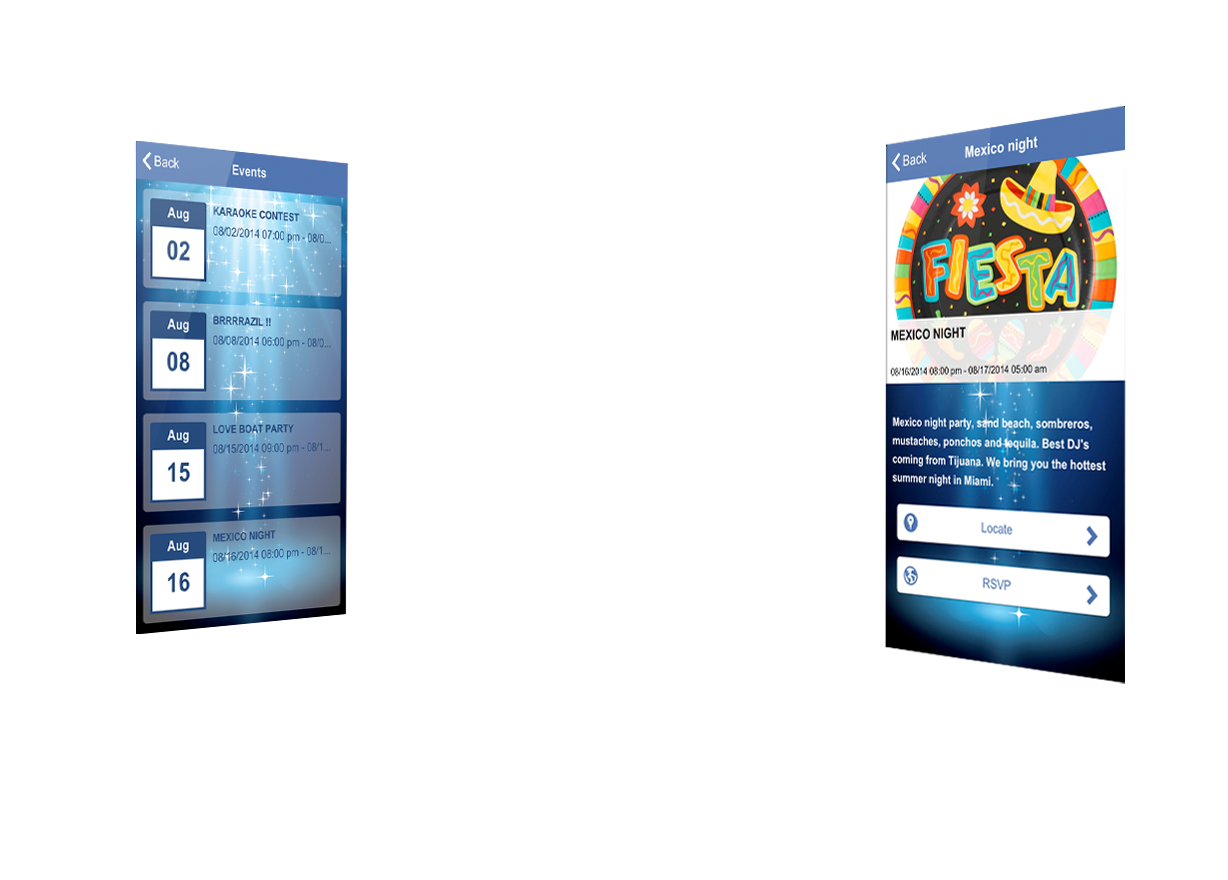 Back
Events
Aug
02
KARAOKE CONTEST
08/02/2014 07:00 pm - 08/0...
Aug
08
BRRRRAZIL !!
08/08/2014 06:00 pm - 08/0...
Aug
15
LOVE BOAT PARTY
08/15/2014 09:00 pm - 08/1...
Aug
16
MEXICO NIGHT
08/16/2014 08:00 pm - 08/1...
Back
Mexico night
FIESTA
MEXICO NIGHT
08/16/2014 08:00 pm - 08/17/2014 05:00 am
Mexico night party, sand beach, sombreros,
mustaches, ponchos and tequila. Best DJ's
coming from Tijuana. We bring you the hottest
summer night in Miami.
Locate
RSVP